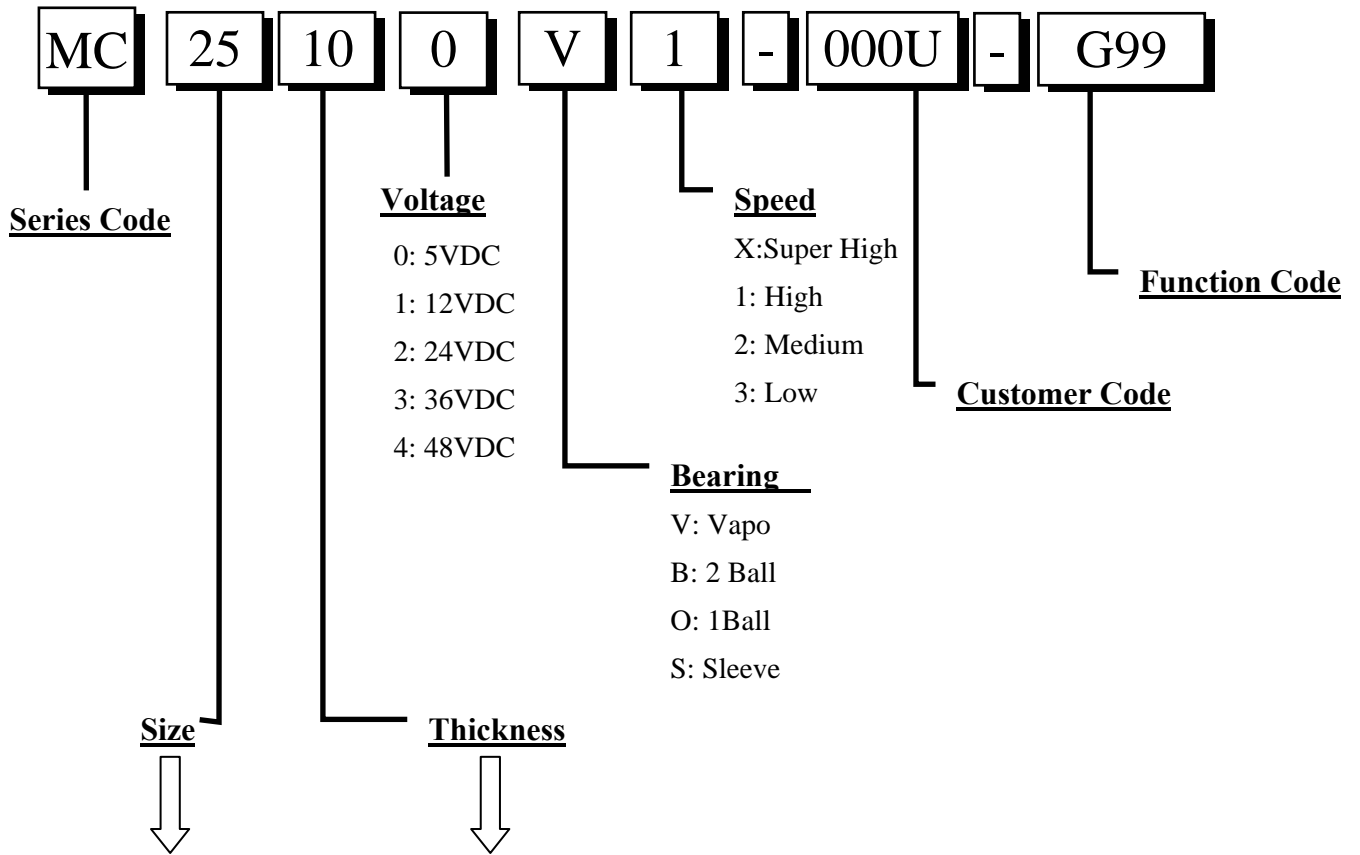 MC 25 10 0 V 1 - 000U - G99
Series Code
Voltage
0: 5VDC
1: 12VDC
2: 24VDC
3: 36VDC
4: 48VDC
Speed
X:Super High
1: High
2: Medium
3: Low
Function Code
Customer Code
Bearing
V: Vapo
B: 2 Ball
O: 1Ball
S: Sleeve
Size
Thickness